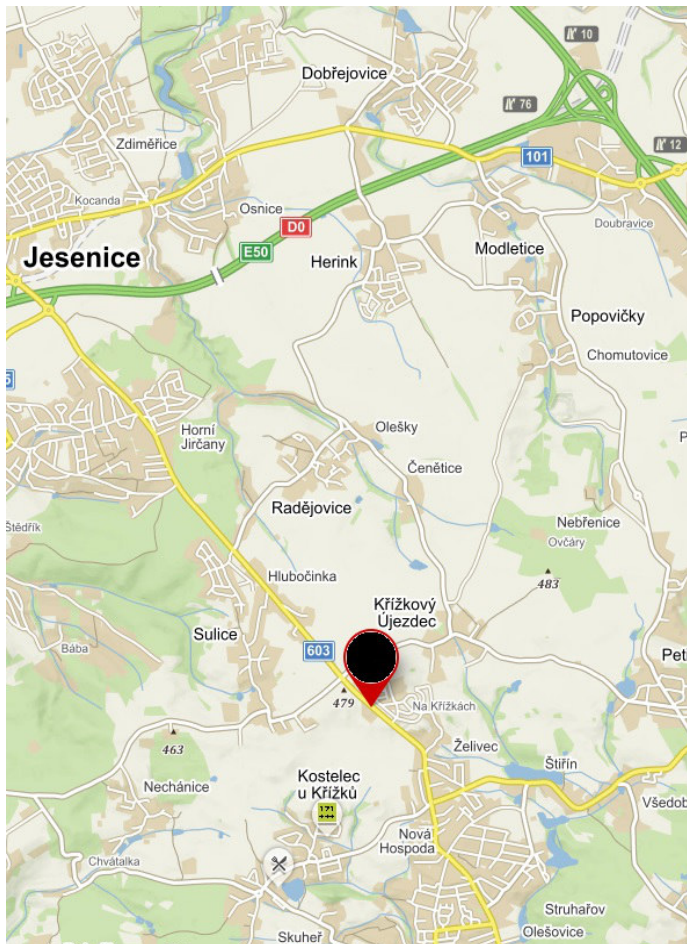 10
Dobřejovice
76
Zdiměřice
101
12
Kocanda
Osnice
D0
Doubravice
E50
Jesenice
Herink
Modletice
Popovičky
Chomutovice
Horní
Jirčany
Olešky
Čenětice
Radějovice
Štědřík
Nebřenice
Ovčáry
483
Hlubočinka
Křížkový
Újezdec
Sulice
603
Bába
Petř
479
Na Křížkách
463
Želivec
Štiřín
Nechánice
Kostelec
u Křížků
Všedob
Nová
Hospoda
Chvátalka
Struhařov
Skuheř
Olešovice